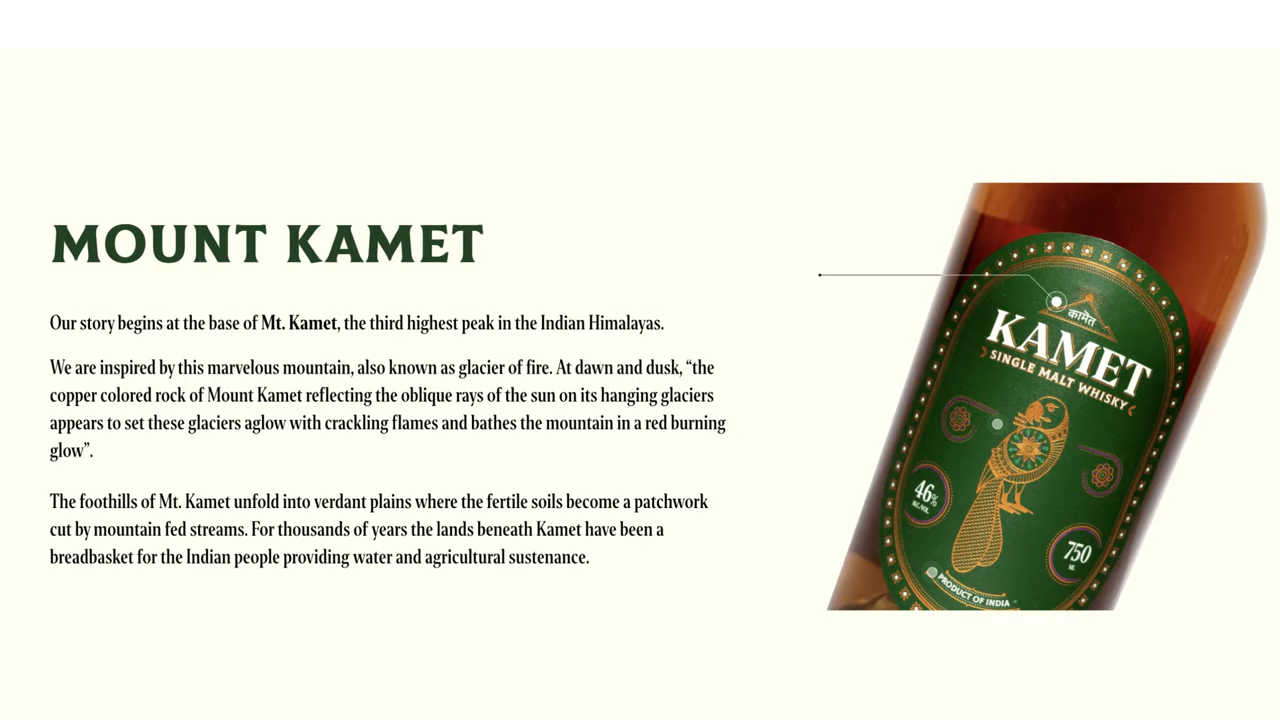 MOUNT KAMET
Our story begins at the base of Mt. Kamet, the third highest peak in the Indian Himalayas.
We are inspired by this marvelous mountain, also known as glacier of fire. At dawn and dusk, “the
copper colored rock of Mount Kamet reflecting the oblique rays of the sun on its hanging glaciers
appears to set these glaciers aglow with crackling flames and bathes the mountain in a red burning
glow”.
The foothills of Mt. Kamet unfold into verdant plains where the fertile soils become a patchwork
cut by mountain fed streams. For thousands of years the lands beneath Kamet have been a
breadbasket for the Indian people providing water and agricultural sustenance.
कामेत
KAMET
SINGLE MALT WHISKY
46%
ALC/VOL
750
ML
PRODUCT OF INDIA